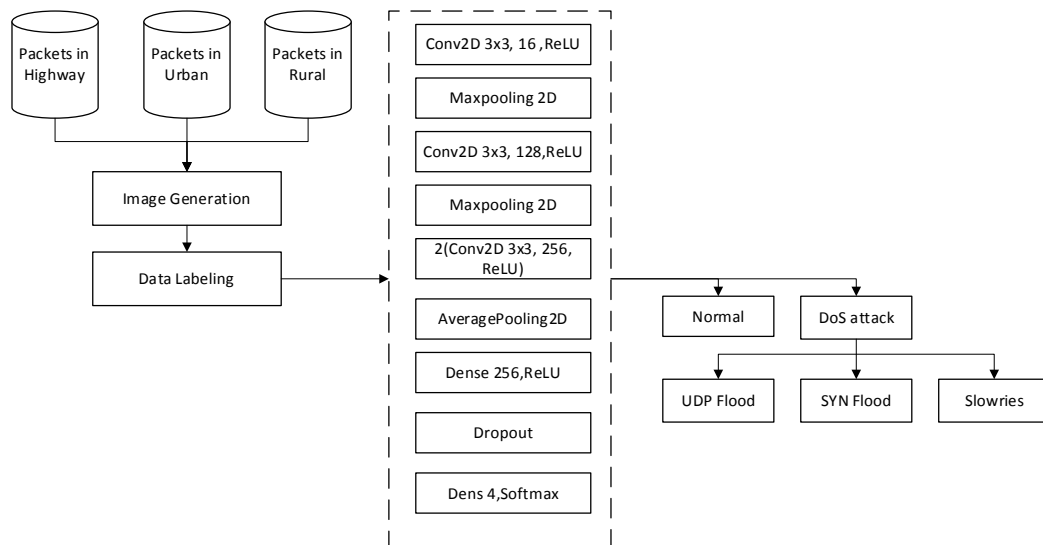 Packets in
Highway
Packets in
Urban
Packets in
Rural
Image Generation
Data Labeling
Conv2D 3x3, 16 ,ReLU
Maxpooling 2D
Conv2D 3x3, 128,ReLU
Maxpooling 2D
2(Conv2D 3x3, 256,
ReLU)
AveragePooling2D
Dense 256,ReLU
Dropout
Dens 4,Softmax
Normal
DoS attack
UDP Flood
SYN Flood
Slowries